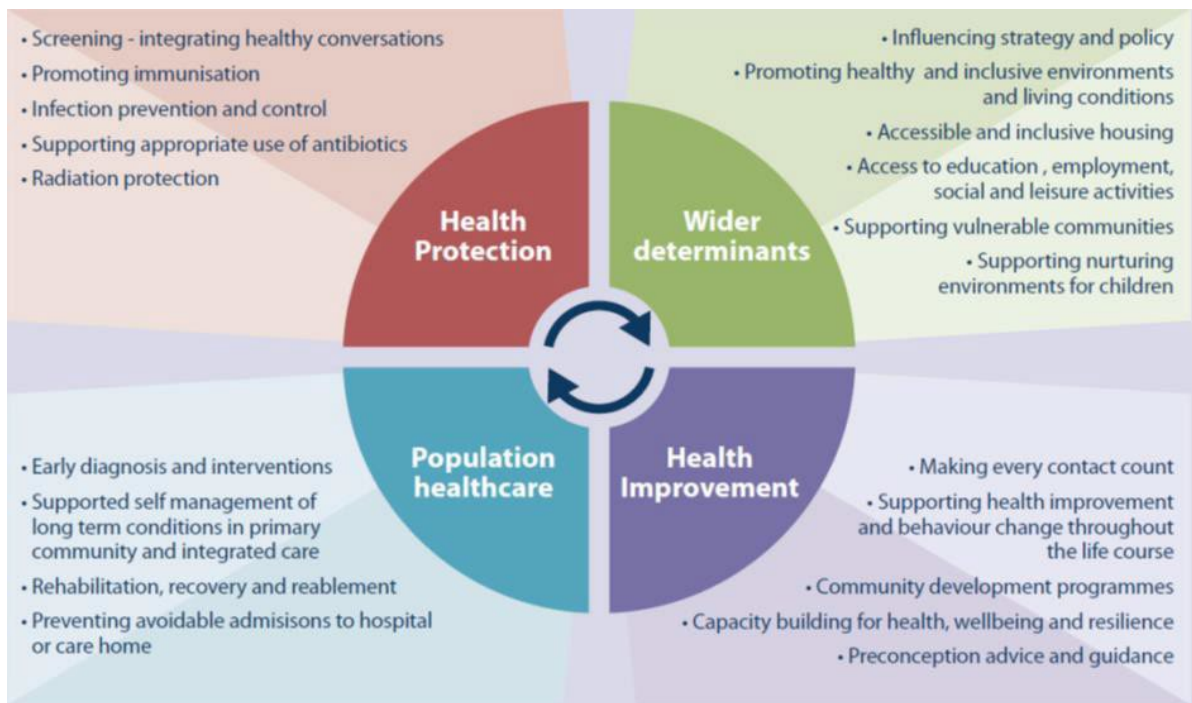 • Screening - integrating healthy conversations
• Promoting immunisation
• Infection prevention and control
• Supporting appropriate use of antibiotics
• Radiation protection
Health
Protection
• Influencing strategy and policy
• Promoting healthy and inclusive environments
and living conditions
• Accessible and inclusive housing
• Access to education , employment,
social and leisure activities
• Supporting vulnerable communities
• Supporting nurturing
environments for children
Wider
determinants
• Early diagnosis and interventions
• Supported self management of
long term conditions in primary
community and integrated care
• Rehabilitation, recovery and reablement
• Preventing avoidable admisisons to hospital
or care home
Population
healthcare
Health
Improvement
• Making every contact count
• Supporting health improvement
and behaviour change throughout
the life course
• Community development programmes
• Capacity building for health, wellbeing and resilience
• Preconception advice and guidance